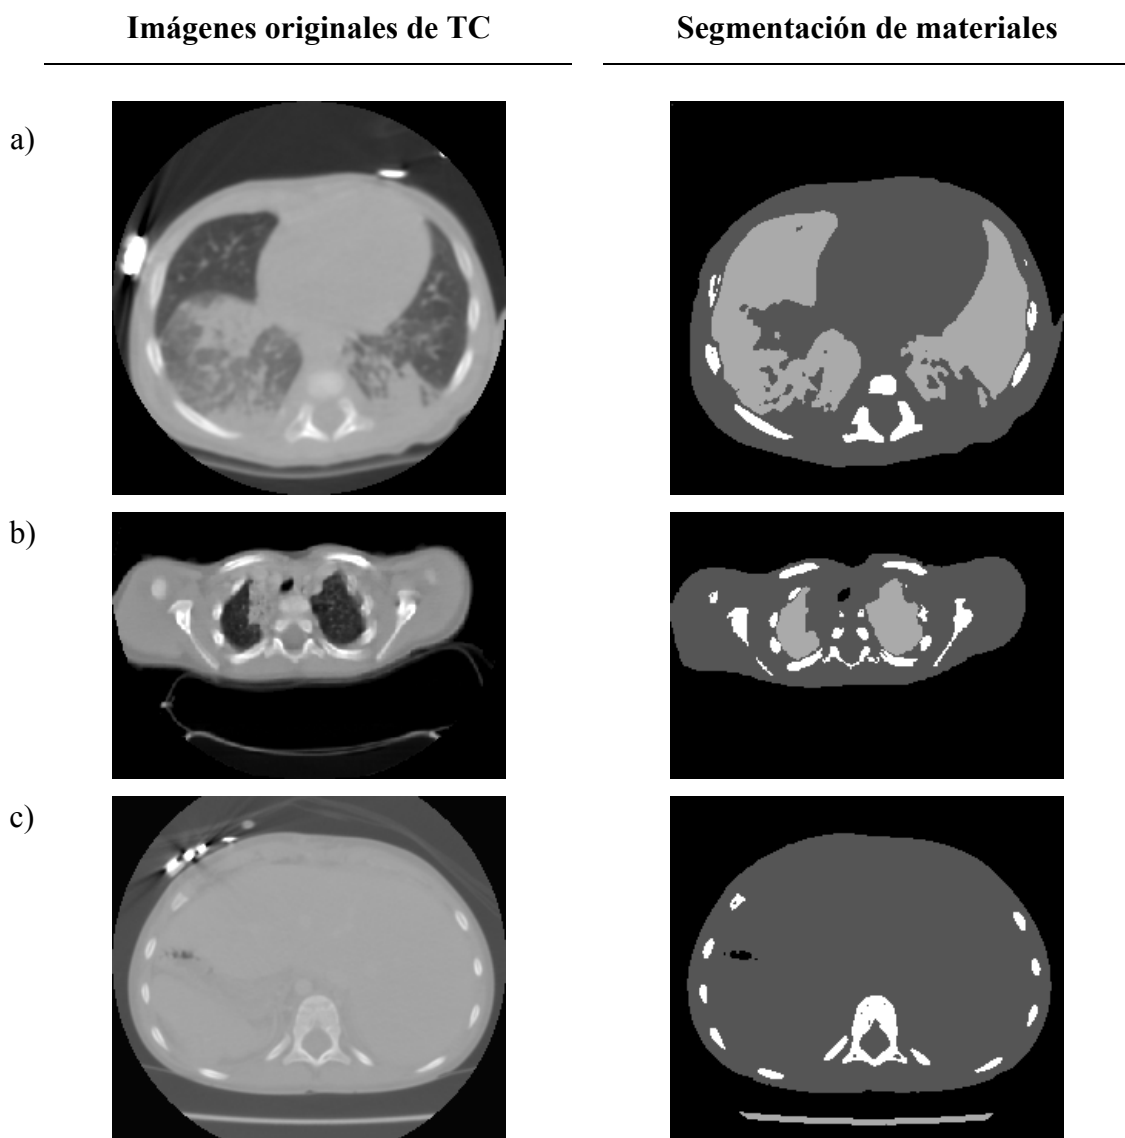 Imágenes originales de TC
Segmentación de materiales
a)
b)
c)